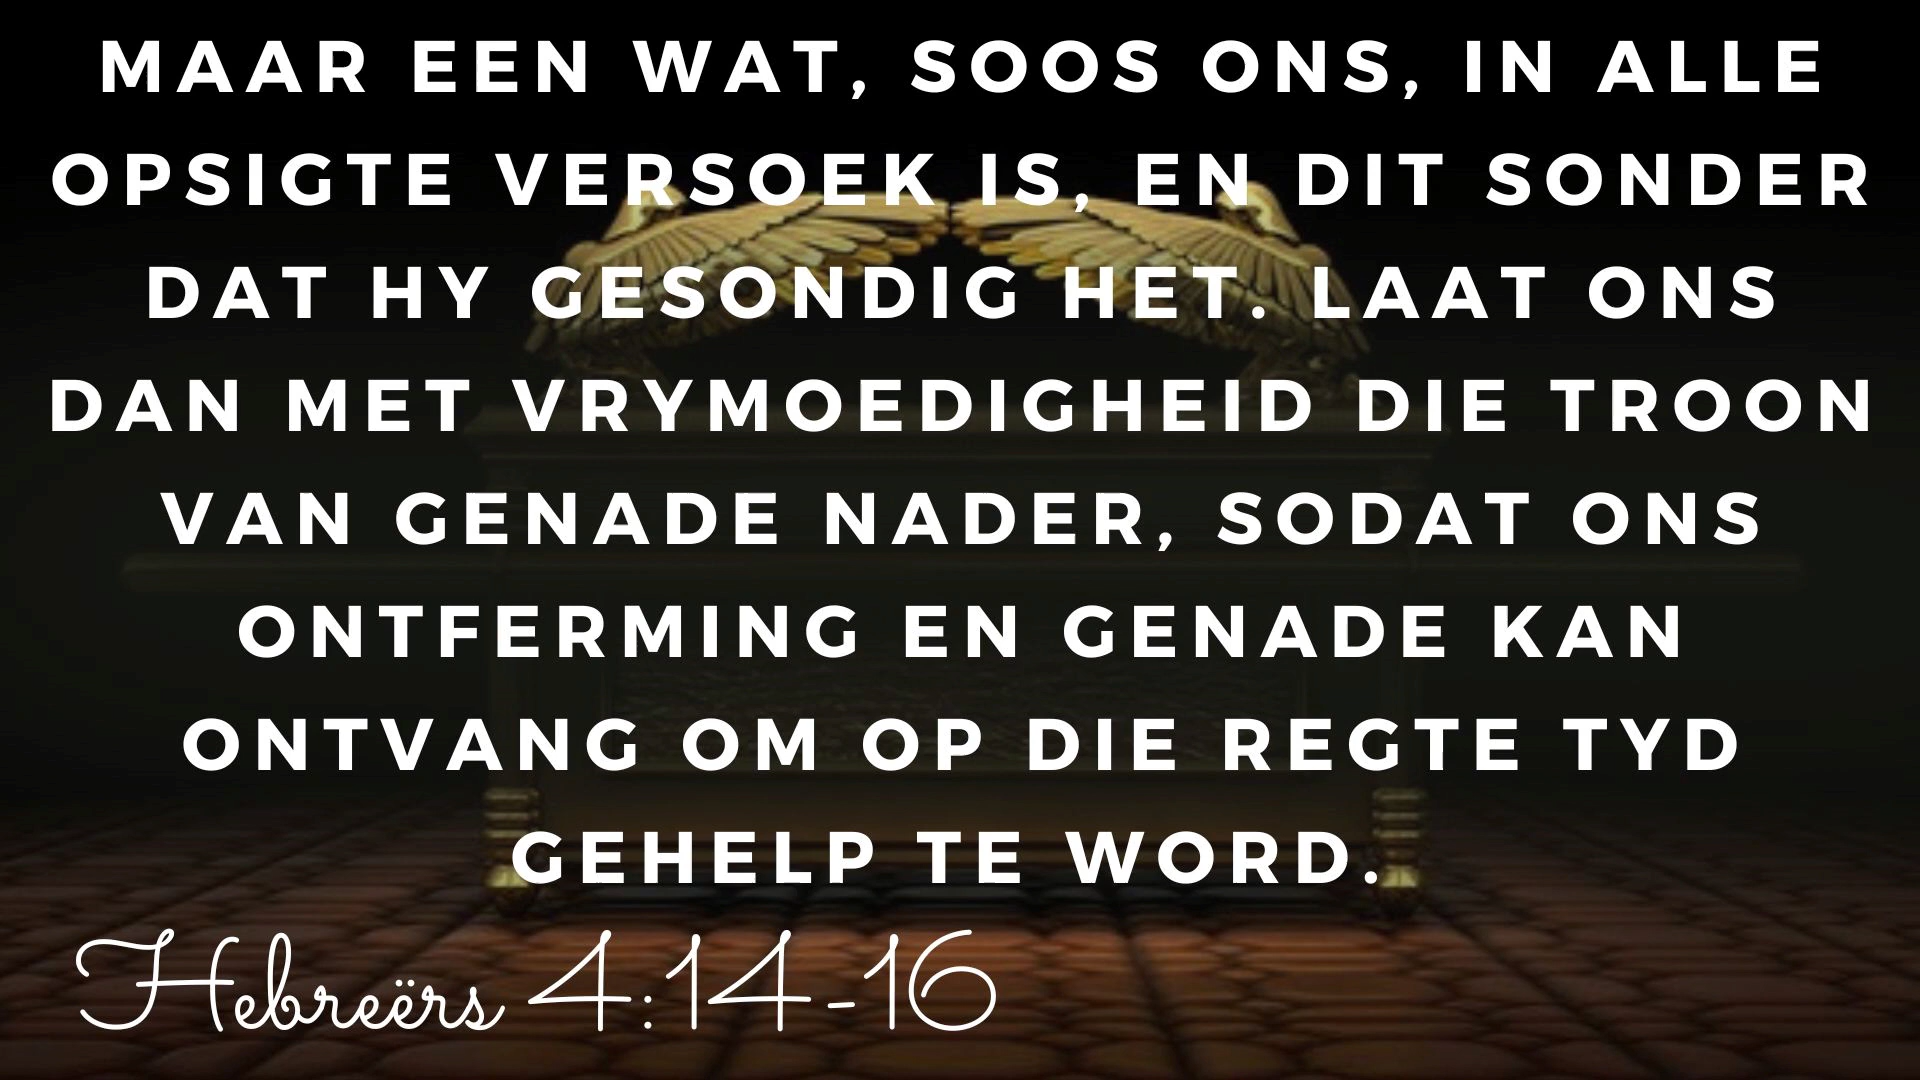 MAAR EEN WAT, SOOS ONS, IN ALLE
OPSIGTE VERSOEK IS, EN DIT SONDER
DAT HY GESONDIG HET. LAAT ONS
DAN MET VRYMOEDIGHEID DIE TROON
VAN GENADE NADER, SODAT ONS
ONTFERMING EN GENADE KAN
ONTVANG OM OP DIE REGTE TYD
GEHELP TE WORD.
Hebreërs 4:14-16